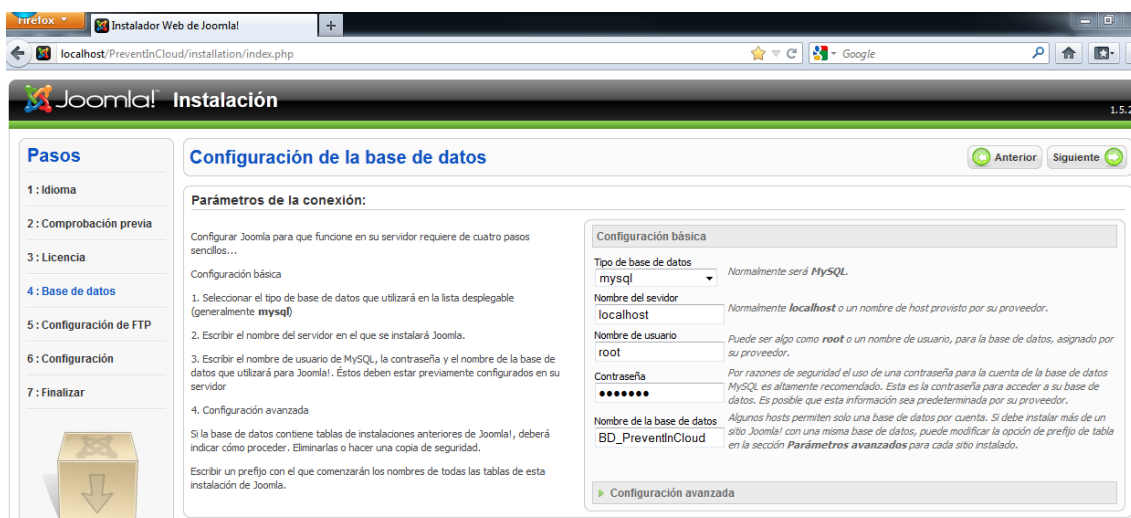 Firefox
Instalador Web de Joomla!
localhost/PreventInCloud/installation/index.php
Google
Joomla! Instalación
1.5.2
Pasos
1 : Idioma
2 : Comprobación previa
3 : Licencia
4 : Base de datos
5 : Configuración de FTP
6 : Configuración
7 : Finalizar
Configuración de la base de datos
Anterior
Siguiente
Parámetros de la conexión:
Configurar Joomla para que funcione en su servidor requiere de cuatro pasos
sencillos...
Configuración básica
1. Seleccionar el tipo de base de datos que utilizará en la lista desplegable
(generalmente mysql)
2. Escribir el nombre del servidor en el que se instalará Joomla.
3. Escribir el nombre de usuario de MySQL, la contraseña y el nombre de la base de
datos que utilizará para Joomla!. Éstos deben estar previamente configurados en su
servidor
4. Configuración avanzada
Si la base de datos contiene tablas de instalaciones anteriores de Joomla!, deberá
indicar cómo proceder. Eliminarlas o hacer una copia de seguridad.
Escribir un prefijo con el que comenzarán los nombres de todas las tablas de esta
instalación de Joomla.
Configuración básica
Tipo de base de datos
mysql
Normalmente será MySQL.
Nombre del sevidor
localhost
Normalmente localhost o un nombre de host provisto por su proveedor.
Nombre de usuario
root
Puede ser algo como root o un nombre de usuario, para la base de datos, asignado por
su proveedor.
Contraseña
•••••••
Por razones de seguridad el uso de una contraseña para la cuenta de la base de datos
MySQL es altamente recomendado. Esta es la contraseña para acceder a su base de
datos. Es posible que esta información sea predeterminada por su proveedor.
Nombre de la base de datos
BD_PreventInCloud
Algunos hosts permiten solo una base de datos por cuenta. Si debe instalar más de un
sitio Joomla! con una misma base de datos, puede modificar la opción de prefijo de tabla
en la sección Parámetros avanzados para cada sitio instalado.
Configuración avanzada